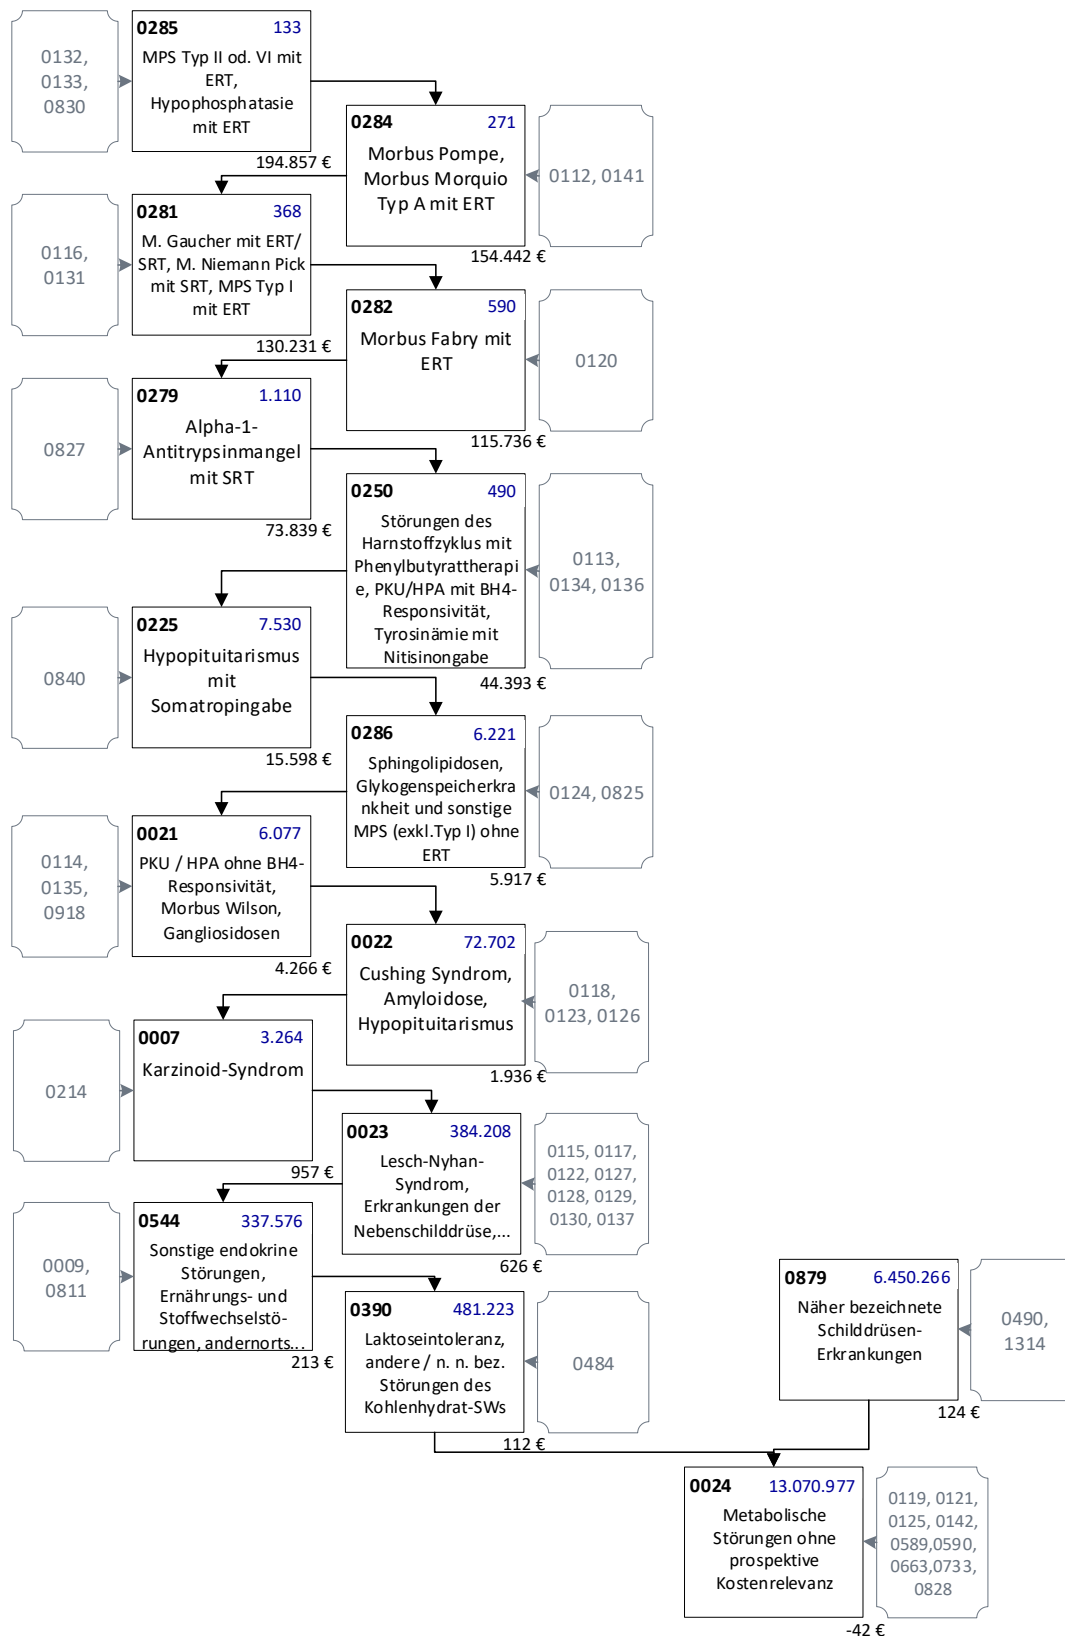 0132,
0133,
0830
0285 133
MPS Typ II od. VI mit
ERT,
Hypophosphatasie
mit ERT
194.857 €
0284 271
Morbus Pompe,
Morbus Morquio
Typ A mit ERT
154.442 €
0112, 0141
0116,
0131
0281 368
M. Gaucher mit ERT/
SRT, M. Niemann Pick
mit SRT, MPS Typ I
mit ERT
130.231 €
0282 590
Morbus Fabry mit
ERT
115.736 €
0120
0827
0279 1.110
Alpha-1-
Antitrypsinmangel
mit SRT
73.839 €
0250 490
Störungen des
Harnstoffzyklus mit
Phenylbutyrattherapi
e, PKU/HPA mit BH4-
Responsivität,
Tyrosinämie mit
Nitisinongabe
44.393 €
0113,
0134, 0136
0840
0225 7.530
Hypopituitarismus
mit
Somatropingabe
15.598 €
0286 6.221
Sphingolipidosen,
Glykogenspeicherkra
nkheit und sonstige
MPS (exkl.Typ I) ohne
ERT
5.917 €
0124, 0825
0114,
0135,
0918
0021 6.077
PKU / HPA ohne BH4-
Responsivität,
Morbus Wilson,
Gangliosidosen
4.266 €
0022 72.702
Cushing Syndrom,
Amyloidose,
Hypopituitarismus
1.936 €
0118,
0123, 0126
0214
0007 3.264
Karzinoid-Syndrom
957 €
0023 384.208
Lesch-Nyhan-
Syndrom,
Erkrankungen der
Nebenschilddrüse,...
626 €
0115, 0117,
0122, 0127,
0128, 0129,
0130, 0137
0009,
0811
0544 337.576
Sonstige endokrine
Störungen,
Ernährungs- und
Stoffwechselstö-
rungen, andernorts...
213 €
0390 481.223
Laktoseintoleranz,
andere / n. n. bez.
Störungen des
Kohlenhydrat-SWs
112 €
0484
0879 6.450.266
Näher bezeichnete
Schilddrüsen-
Erkrankungen
124 €
0490,
1314
0024 13.070.977
Metabolische
Störungen ohne
prospektive
Kostenrelevanz
-42 €
0119, 0121,
0125, 0142,
0589,0590,
0663,0733,
0828